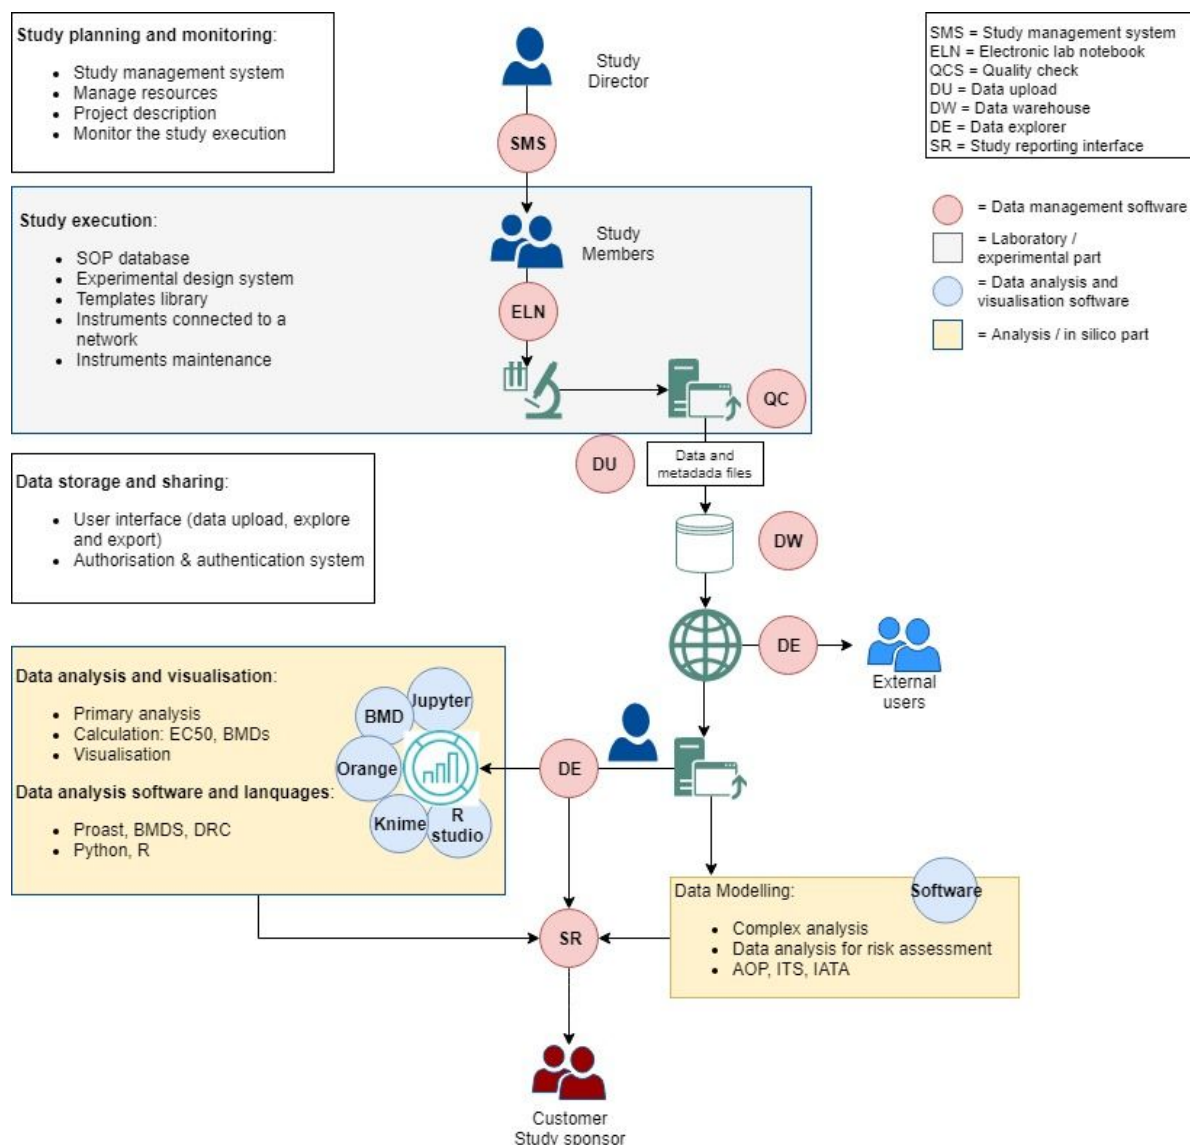 Study planning and monitoring:
• Study management system
• Manage resources
• Project description
• Monitor the study execution
Study
Director
SMS
SMS = Study management system
ELN = Electronic lab notebook
QCS = Quality check
DU = Data upload
DW = Data warehouse
DE = Data explorer
SR = Study reporting interface
= Data management software
= Laboratory /
experimental part
= Data analysis and
visualisation software
= Analysis / in silico part
Study execution:
• SOP database
• Experimental design system
• Templates library
• Instruments connected to a
network
• Instruments maintenance
Study
Members
ELN
QC
DU
Data and
metadada files
Data storage and sharing:
• User interface (data upload, explore
and export)
• Authorisation & authentication system
DW
DE
External
users
Data analysis and visualisation:
• Primary analysis
• Calculation: EC50, BMDs
• Visualisation
Data analysis software and languages:
• Proast, BMDS, DRC
• Python, R
Jupyter
BMD
Orange
Knime
R
studio
DE
Data Modelling:
• Complex analysis
• Data analysis for risk assessment
• AOP, ITS, IATA
Software
SR
Customer
Study sponsor